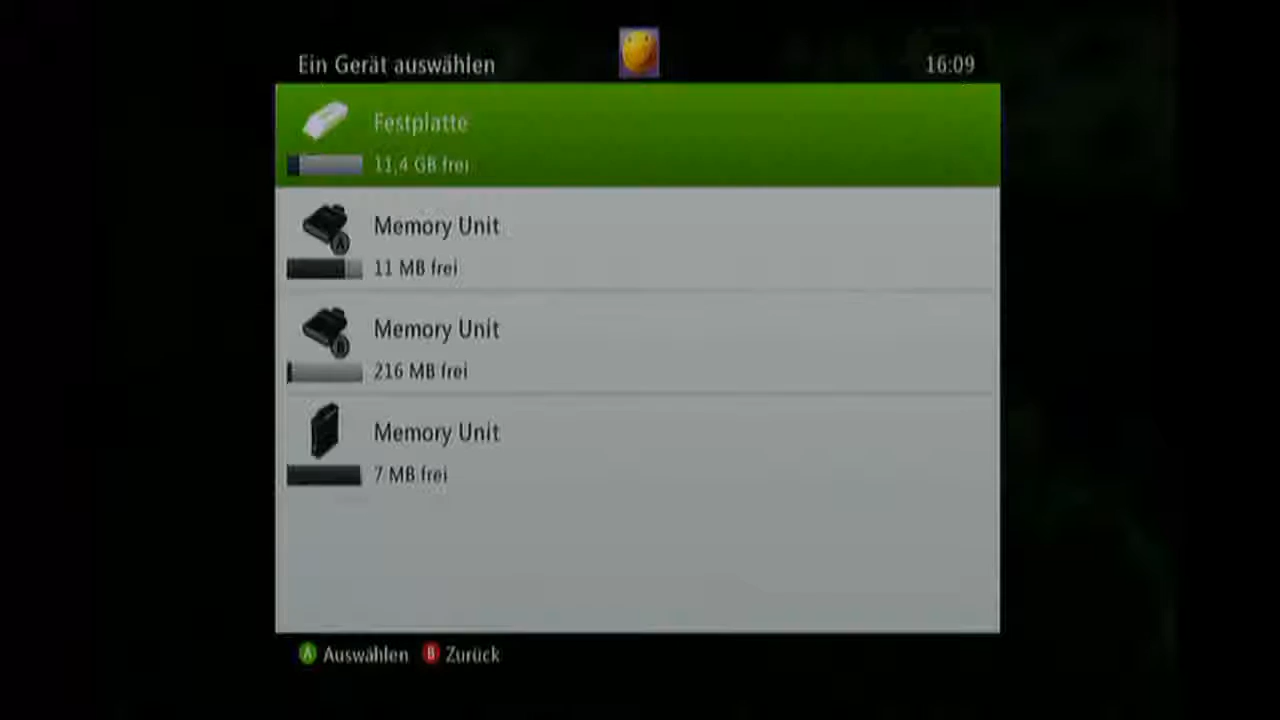 Ein Gerät auswählen
16:09
Festplatte
11,4 GB frei
A
Memory Unit
11 MB frei
B
Memory Unit
216 MB frei
Memory Unit
7 MB frei
A Auswählen B Zurück